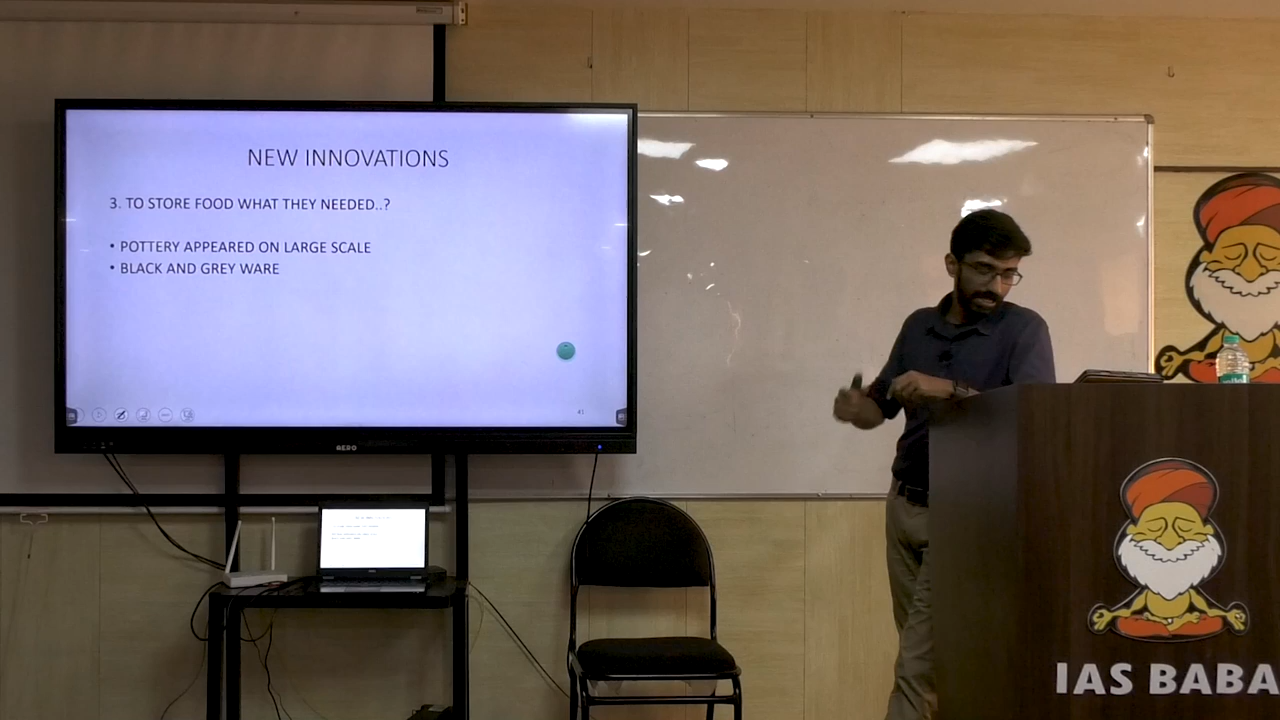 NEW INNOVATIONS
3. TO STORE FOOD WHAT THEY NEEDED..?
• POTTERY APPEARED ON LARGE SCALE
• BLACK AND GREY WARE
41
AERO
IAS BABA